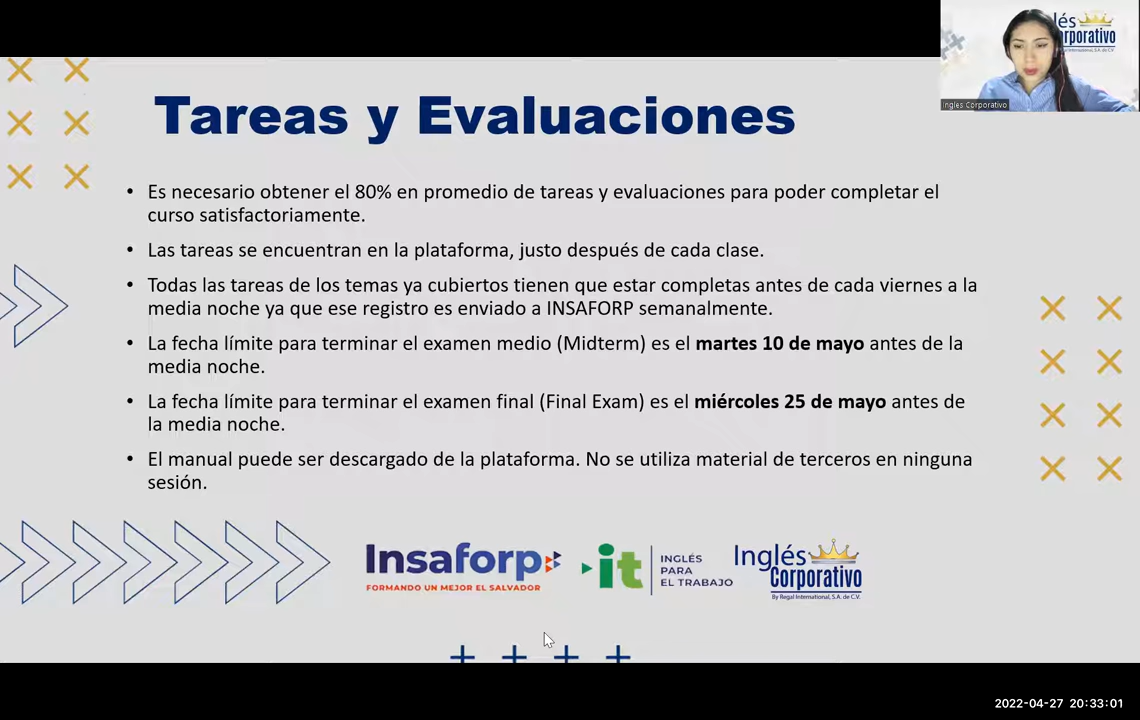 lés
rporativo
Ingles Corporativo
Tareas y Evaluaciones
• Es necesario obtener el 80% en promedio de tareas y evaluaciones para poder completar el
curso satisfactoriamente.
• Las tareas se encuentran en la plataforma, justo después de cada clase.
• Todas las tareas de los temas ya cubiertos tienen que estar completas antes de cada viernes a la
media noche ya que ese registro es enviado a INSAFORP semanalmente.
• La fecha límite para terminar el examen medio (Midterm) es el martes 10 de mayo antes de la
media noche.
• La fecha límite para terminar el examen final (Final Exam) es el miércoles 25 de mayo antes de
la media noche.
• El manual puede ser descargado de la plataforma. No se utiliza material de terceros en ninguna
sesión.
Insaforp
FORMANDO UN MEJOR EL SALVADOR
it
INGLÉS
PARA
EL TRABAJO
Inglés
Corporativo
By Regal International, S.A. de C.V.
2022-04-27 20:33:01